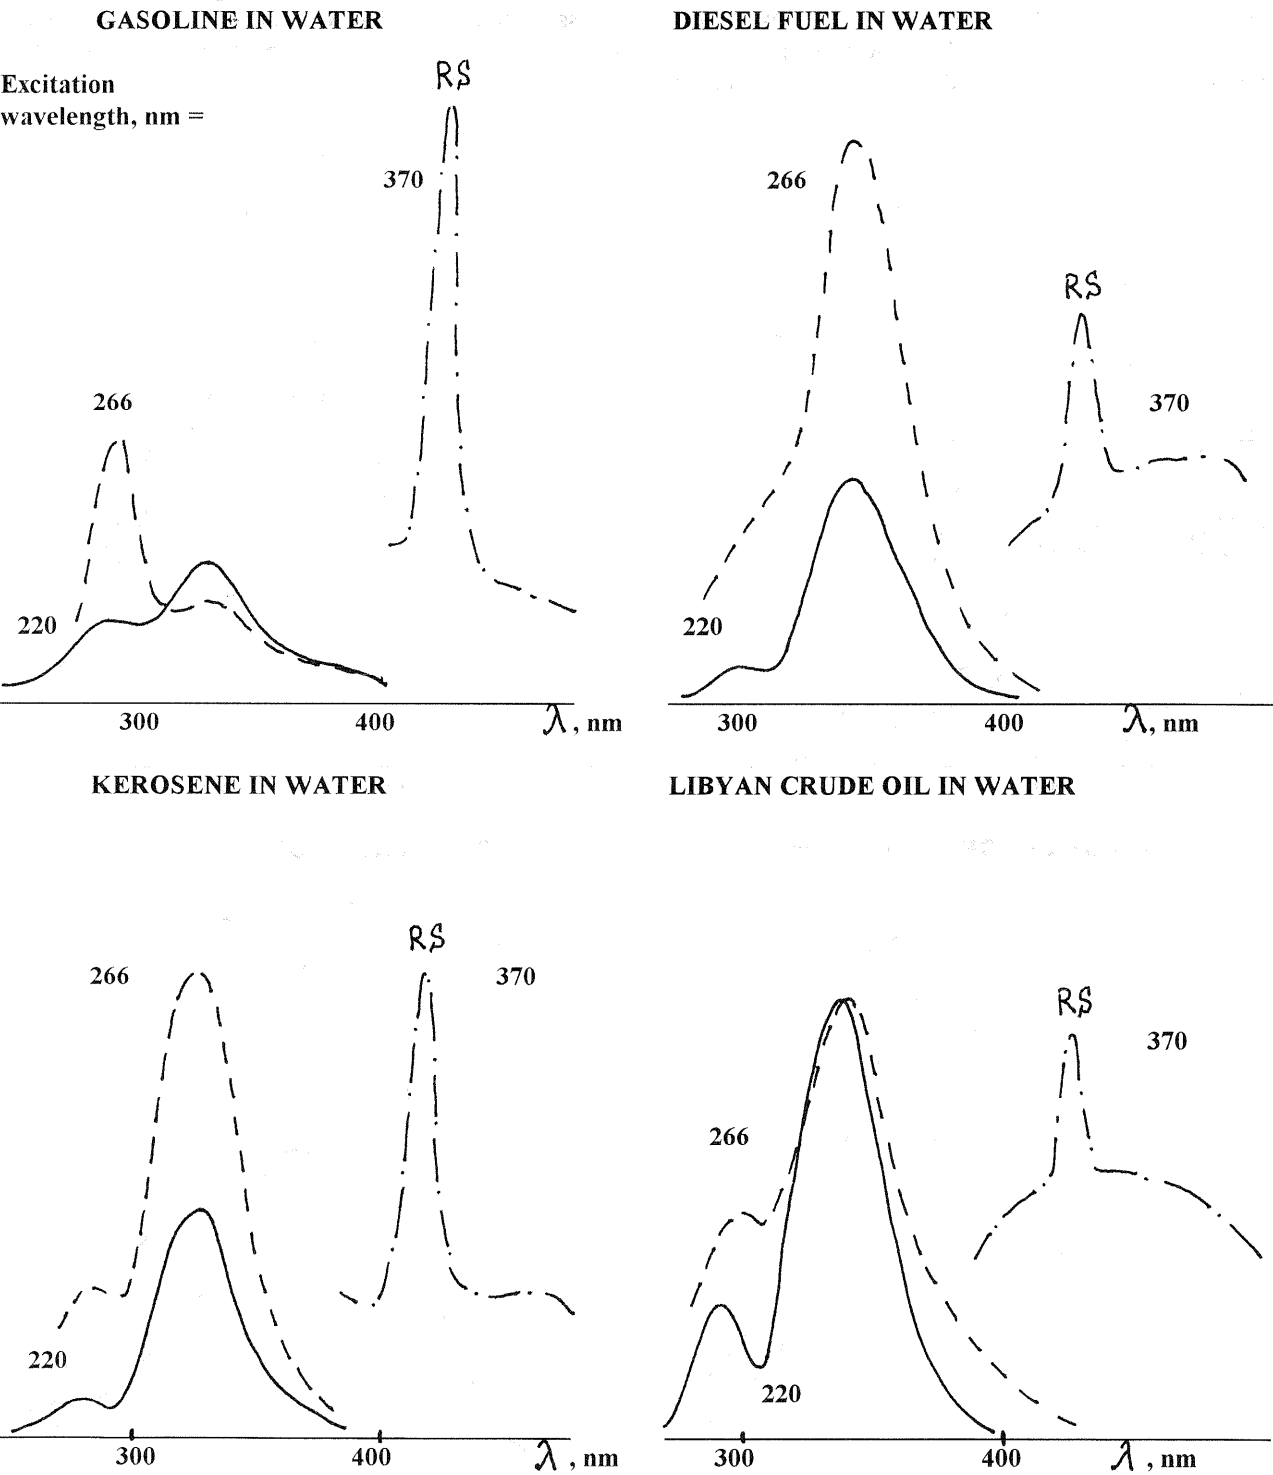 GASOLINE IN WATER
Excitation
wavelength, nm =
RS
370
266
220
300 400 λ, nm
DIESEL FUEL IN WATER
266
RS
370
220
300 400 λ, nm
KEROSENE IN WATER
RS
266
370
220
300 400 λ, nm
LIBYAN CRUDE OIL IN WATER
RS
370
266
220
300 400 λ, nm